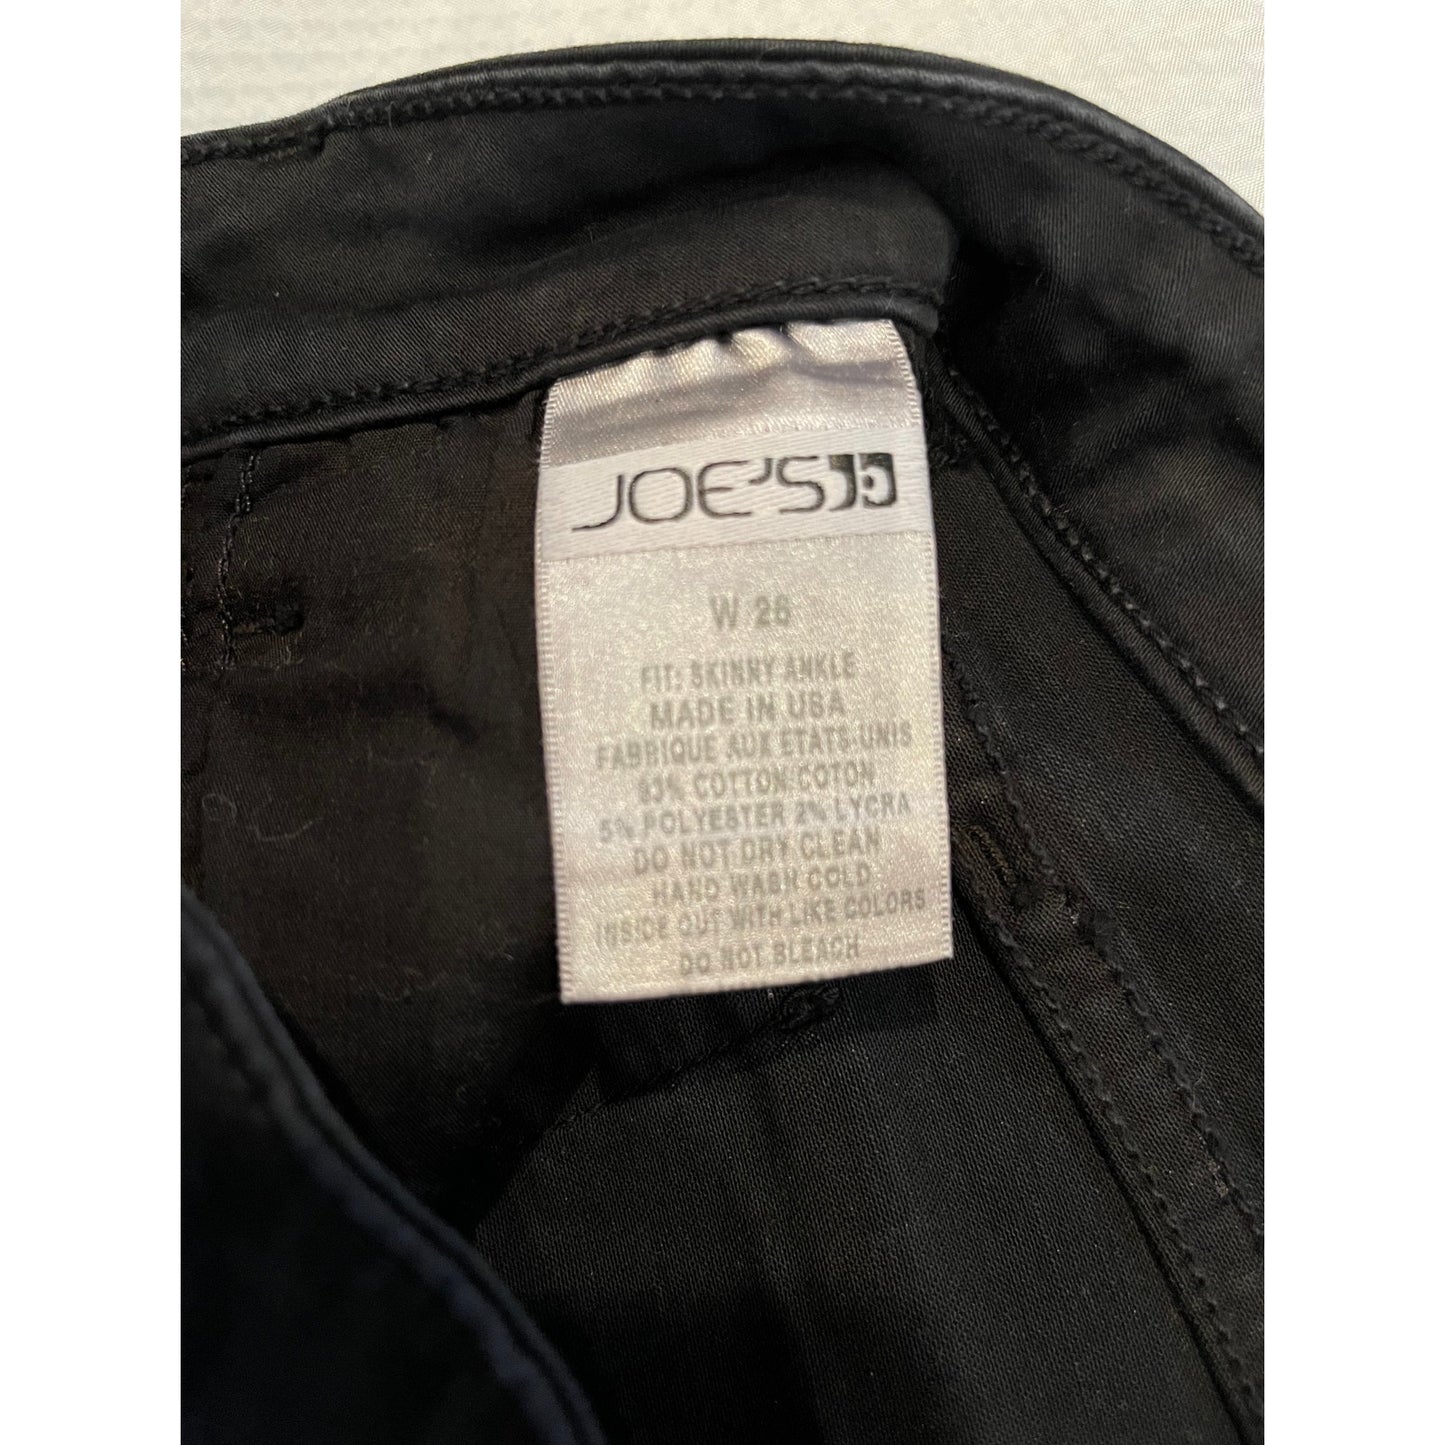 JOE'S
W 26
FIT: SKINNY ANKLE
MADE IN USA
FABRIQUE AUX ETATS-UNIS
93% COTTON/COTON
5% POLYESTER 2% LYCRA
DO NOT DRY CLEAN
HAND WASH COLD
INSIDE OUT WITH LIKE COLORS
DO NOT BLEACH